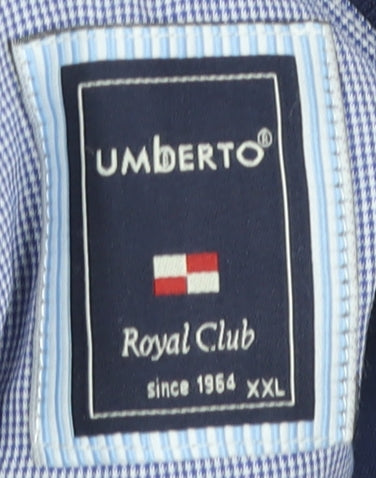 UMBERTO®
Royal Club
since 1964 XXL